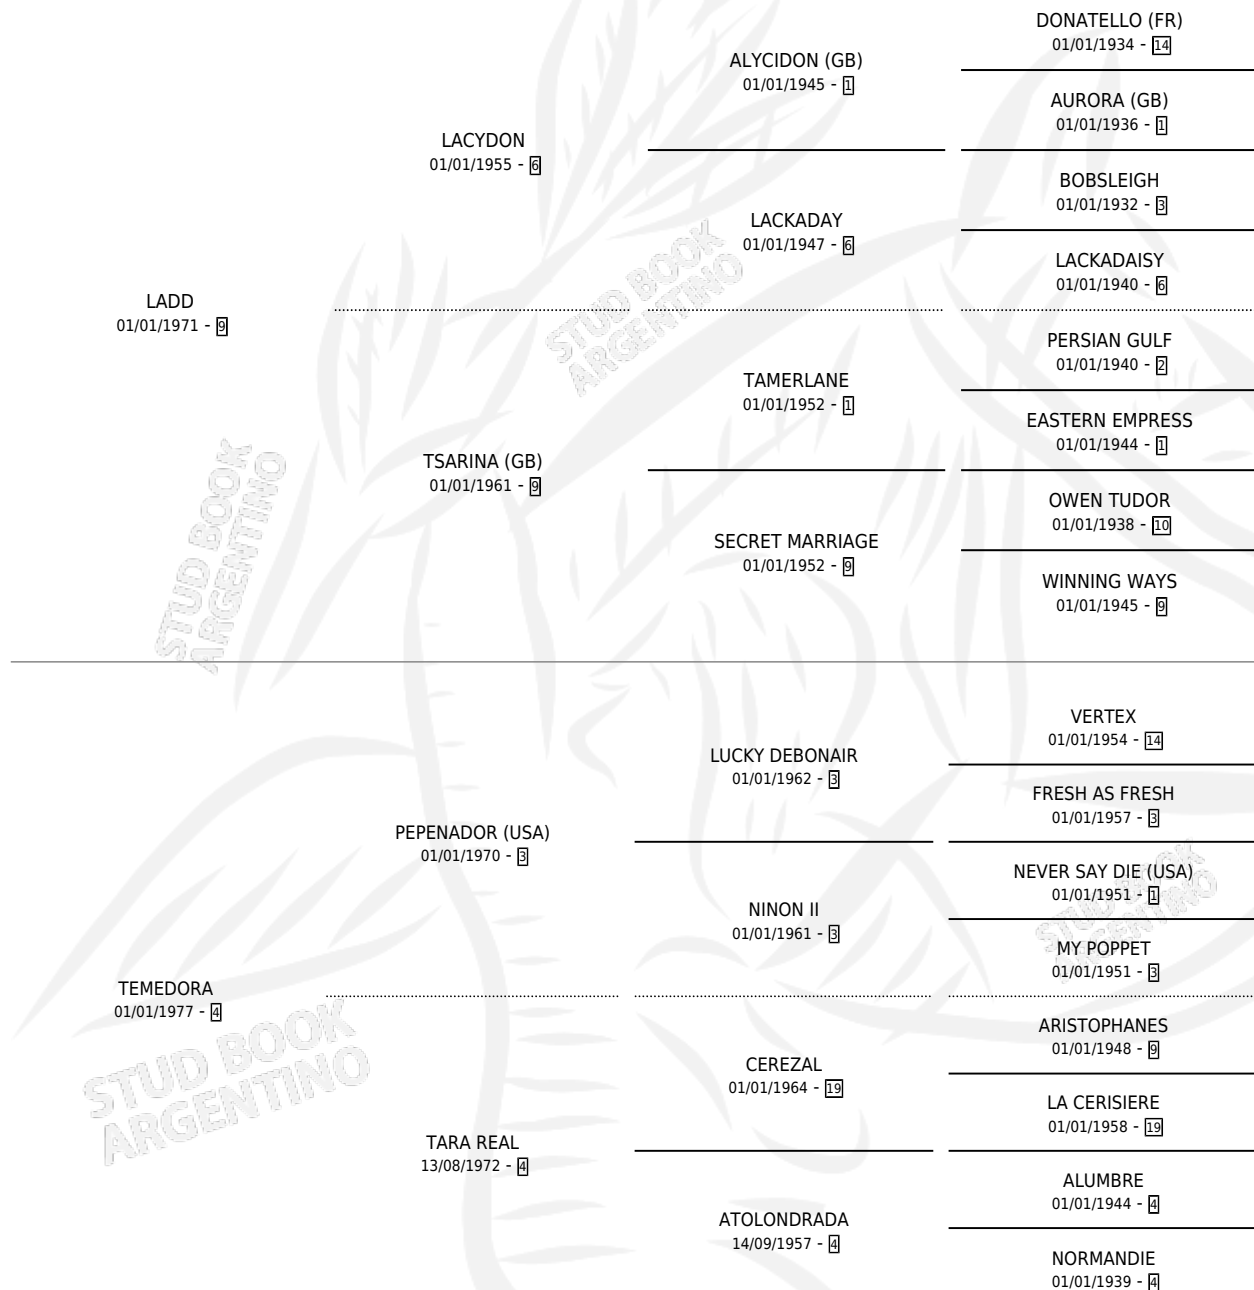 DONATELLO (FR)
01/01/1934 - 14
ALYCIDON (GB)
01/01/1945 - 1
AURORA (GB)
01/01/1936 - 1
LACYDON
01/01/1955 - 6
BOBSLEIGH
01/01/1932 - 3
LACKADAY
01/01/1947 - 6
LACKADAISY
01/01/1940 - 6
LADD
01/01/1971 - 9
PERSIAN GULF
01/01/1940 - 2
TAMERLANE
01/01/1952 - 1
EASTERN EMPRESS
01/01/1944 - 1
TSARINA (GB)
01/01/1961 - 9
OWEN TUDOR
01/01/1938 - 10
SECRET MARRIAGE
01/01/1952 - 9
WINNING WAYS
01/01/1945 - 9
VERTEX
01/01/1954 - 14
LUCKY DEBONAIR
01/01/1962 - 3
FRESH AS FRESH
01/01/1957 - 3
PEPENADOR (USA)
01/01/1970 - 3
NEVER SAY DIE (USA)
01/01/1951 - 1
NINON II
01/01/1961 - 3
MY POPPET
01/01/1951 - 3
TEMEDORA
01/01/1977 - 4
ARISTOPHANES
01/01/1948 - 9
CEREZAL
01/01/1964 - 19
LA CERISIERE
01/01/1958 - 19
TARA REAL
13/08/1972 - 4
ALUMBRE
01/01/1944 - 4
ATOLONDRADA
14/09/1957 - 4
NORMANDIE
01/01/1939 - 4
STUD BOOK
ARGENTINO
STUD BOOK
ARGENTINO
STUD BOOK
ARGENTINO
STUD BOOK
ARGENTINO